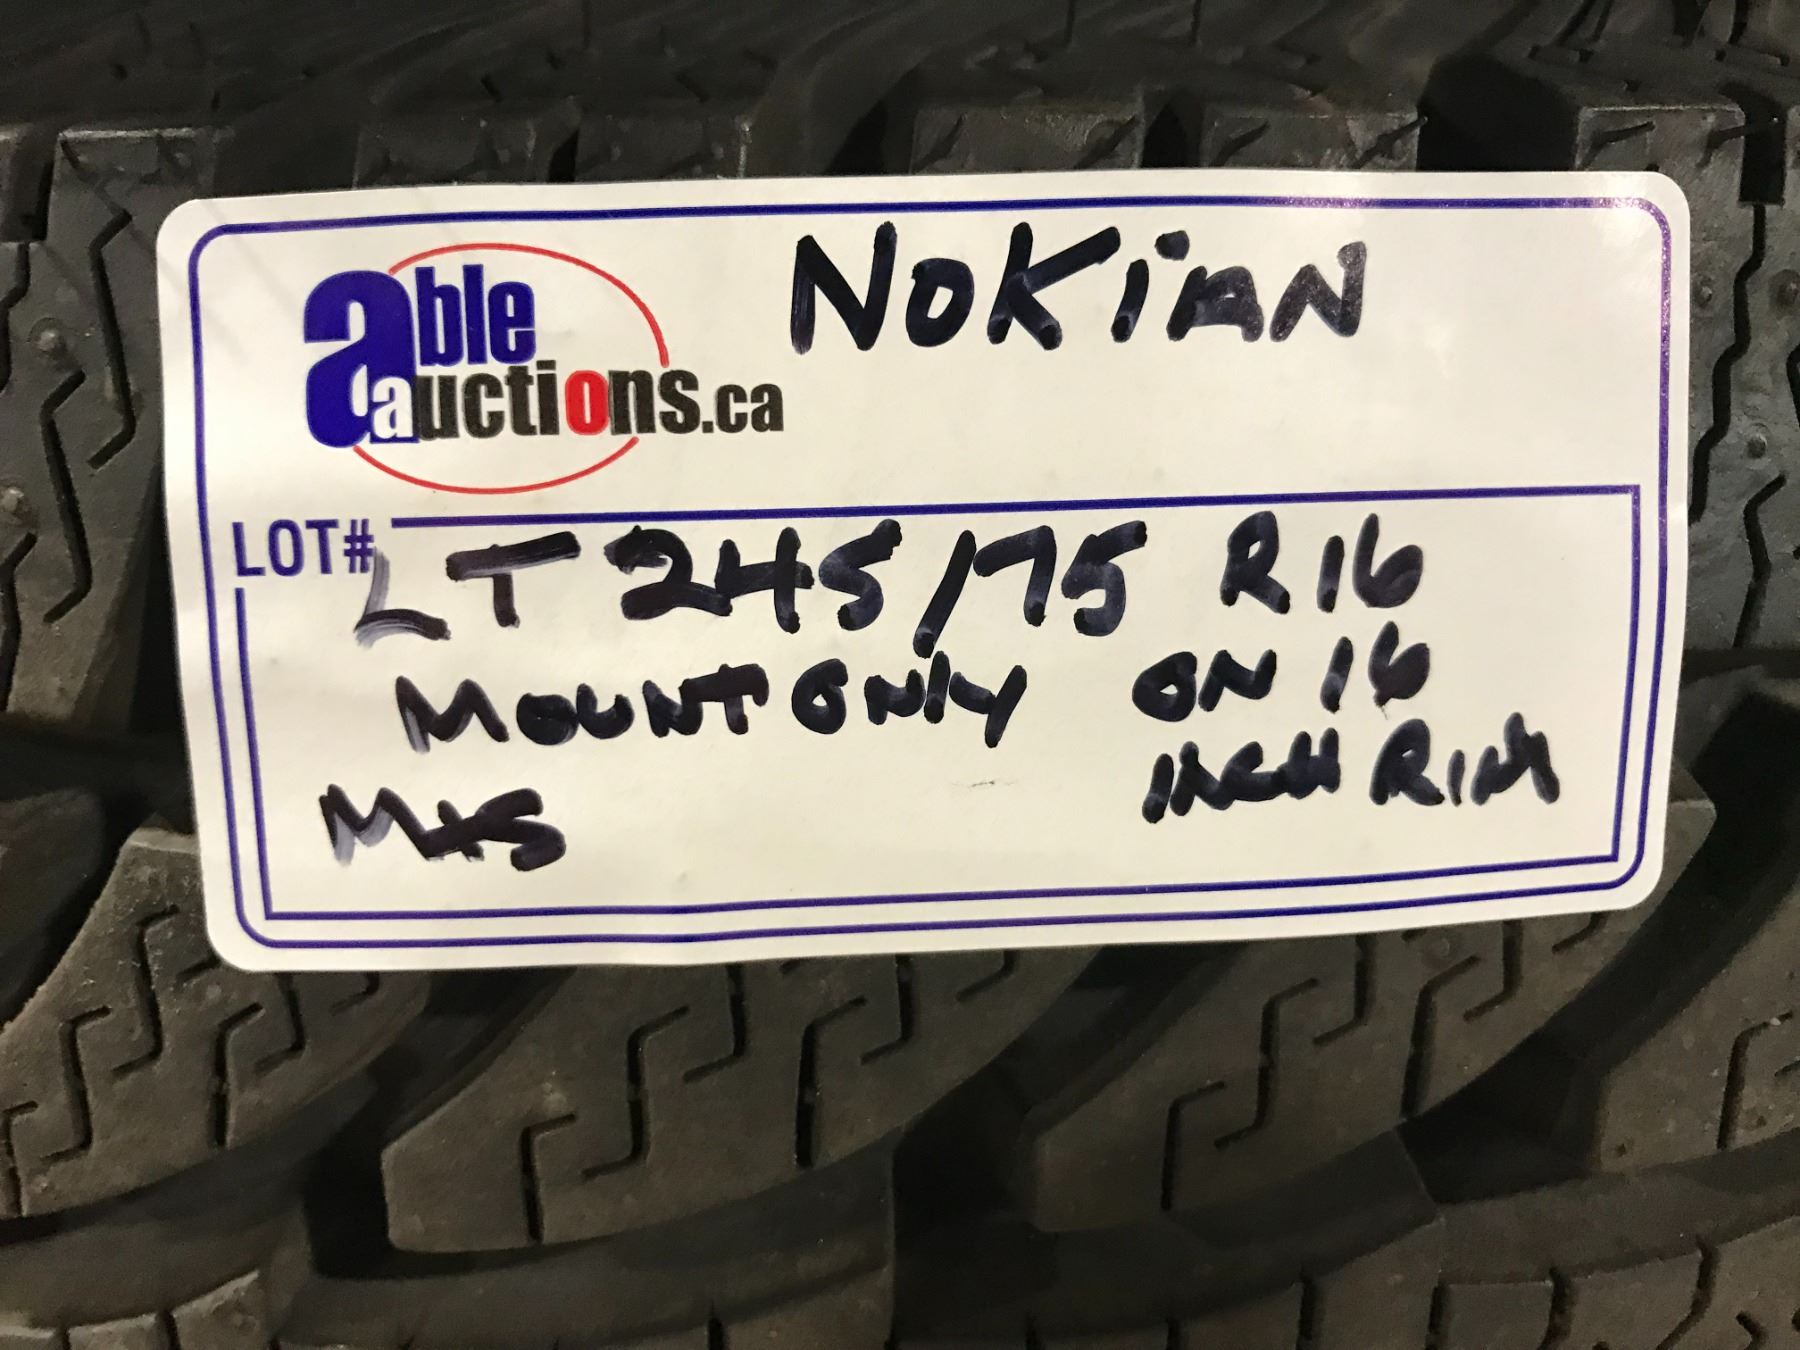 able auctions.ca
NOKiAN
LOT#
LT 245/75 R16
MOUNT ONLY ON 16
INCH RIM
M+S